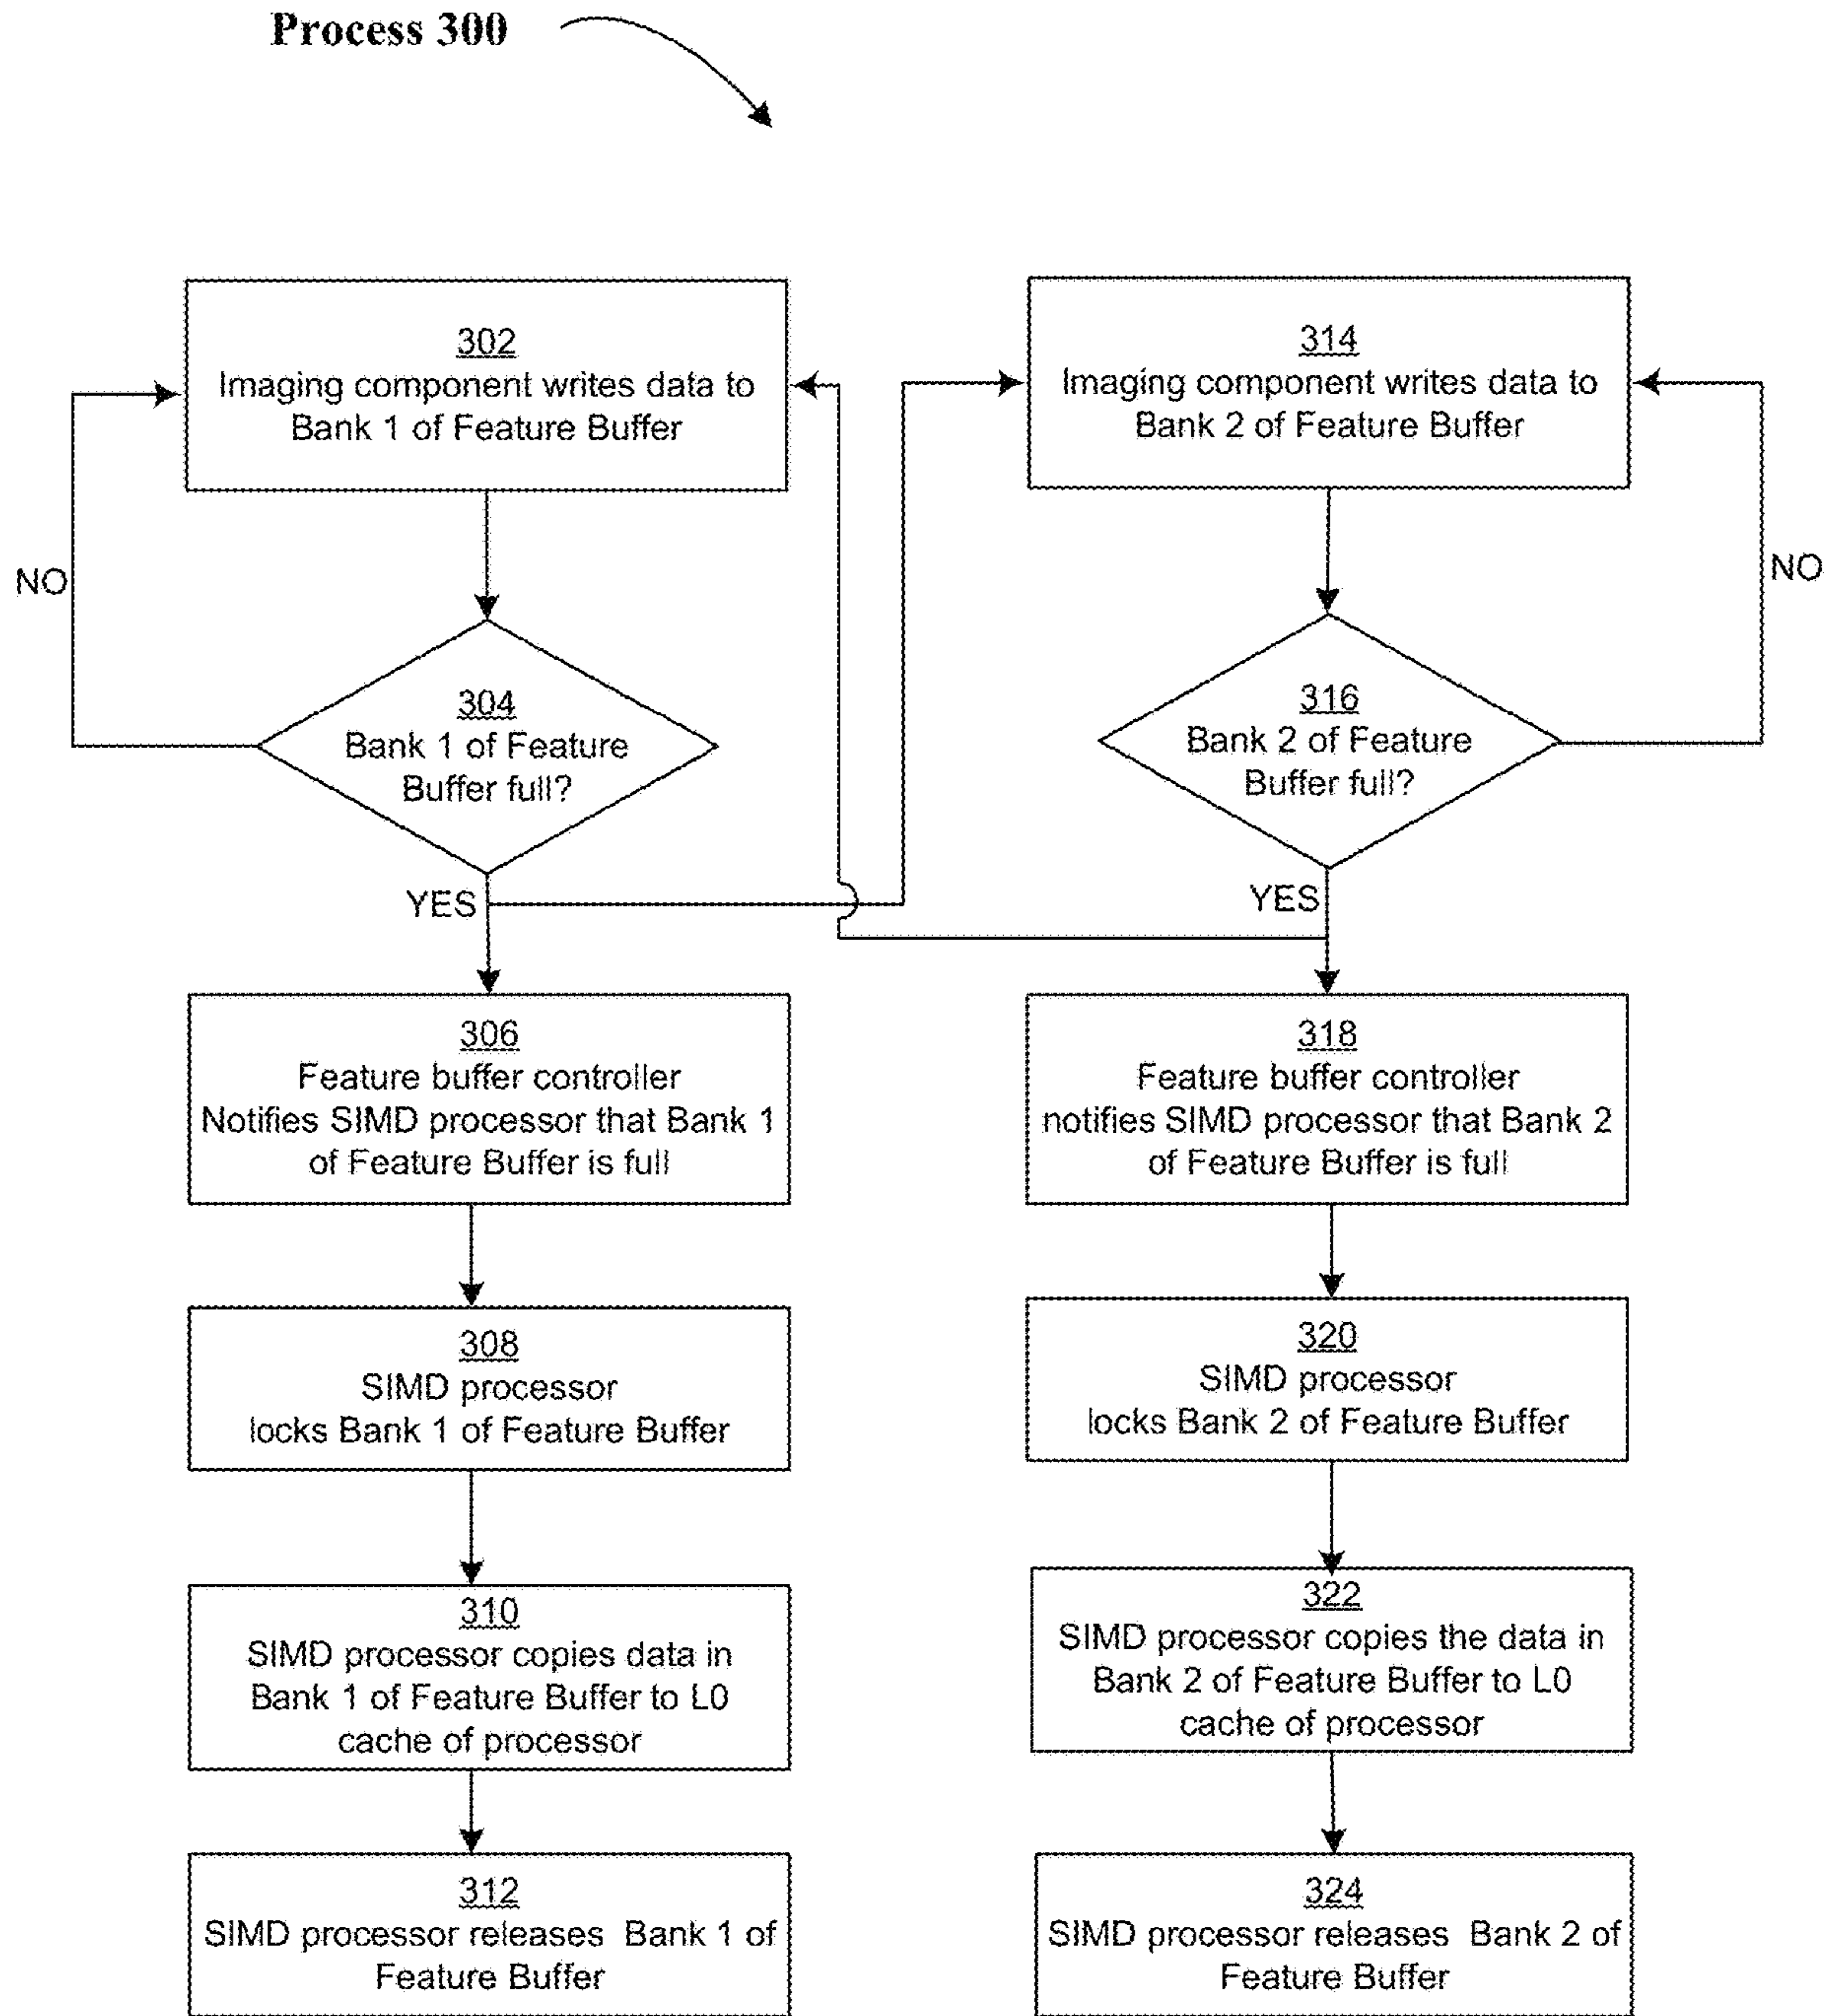 Process 300
302
Imaging component writes data to
Bank 1 of Feature Buffer
314
Imaging component writes data to
Bank 2 of Feature Buffer
NO
NO
304
Bank 1 of Feature
Buffer full?
316
Bank 2 of Feature
Buffer full?
YES
YES
306
Feature buffer controller
Notifies SIMD processor that Bank 1
of Feature Buffer is full
318
Feature buffer controller
notifies SIMD processor that Bank 2
of Feature Buffer is full
308
SIMD processor
locks Bank 1 of Feature Buffer
320
SIMD processor
locks Bank 2 of Feature Buffer
310
SIMD processor copies data in
Bank 1 of Feature Buffer to L0
cache of processor
322
SIMD processor copies the data in
Bank 2 of Feature Buffer to L0
cache of processor
312
SIMD processor releases Bank 1 of
Feature Buffer
324
SIMD processor releases Bank 2 of
Feature Buffer